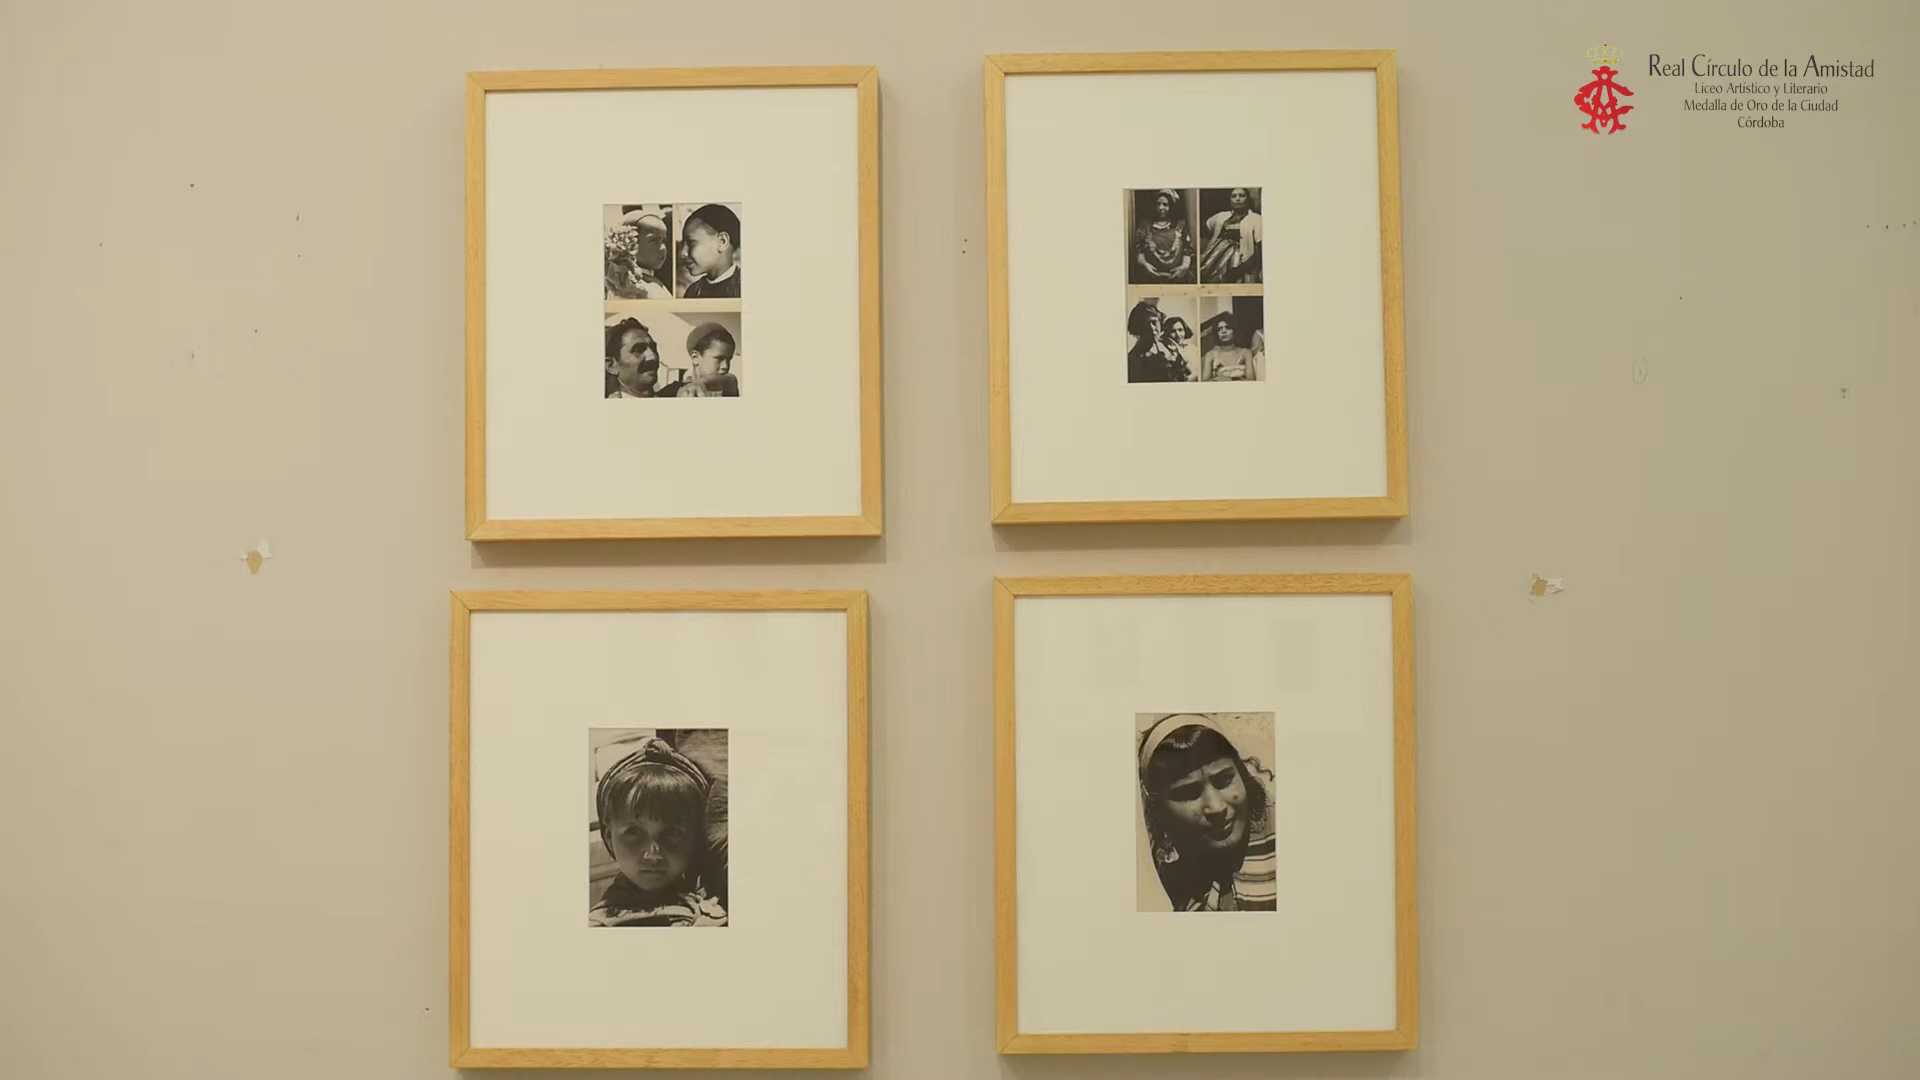 Real Círculo de la Amistad
Liceo Artístico y Literario
Medalla de Oro de la Ciudad
Córdoba